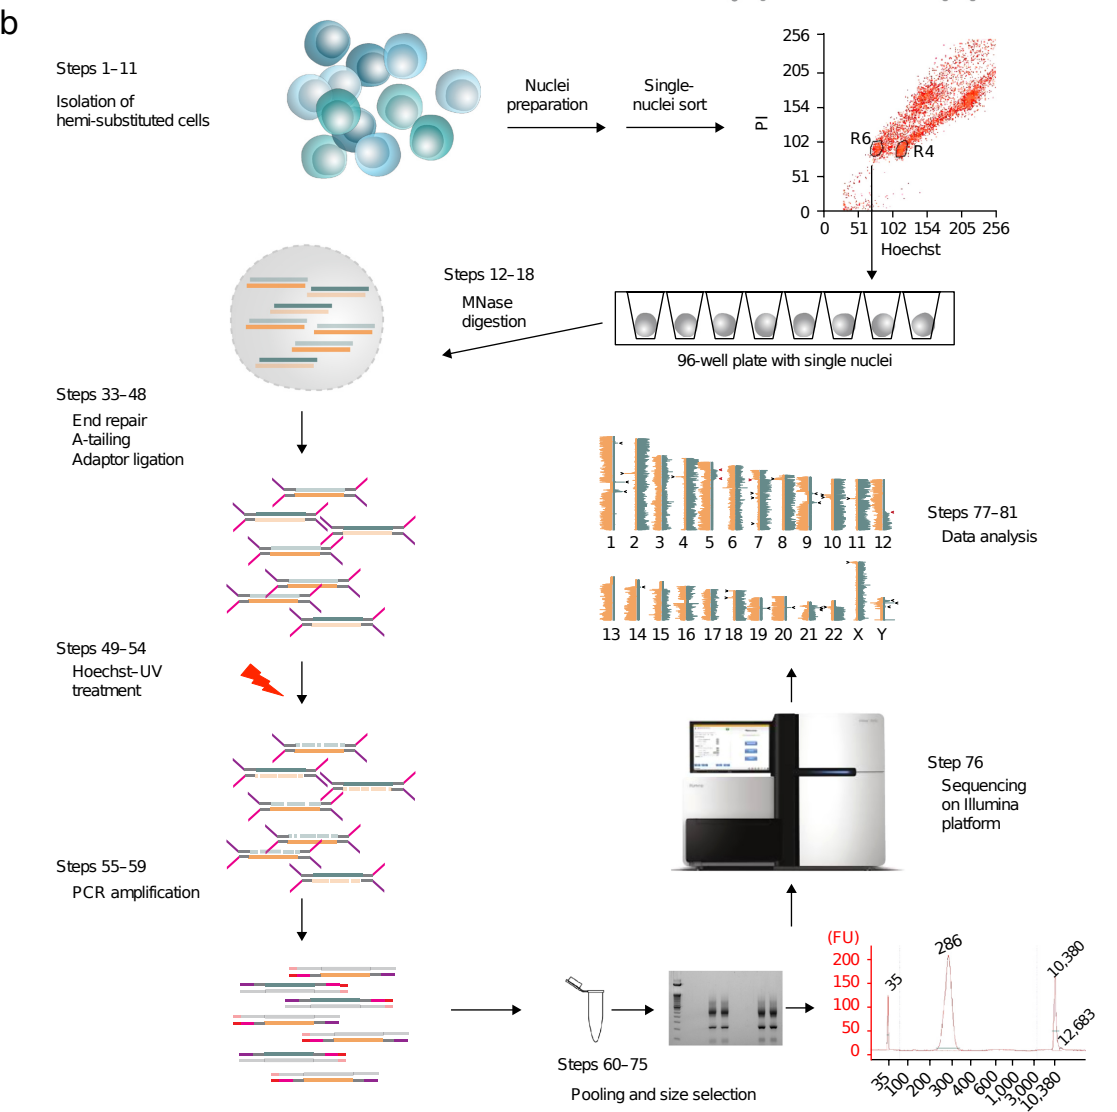 b
Steps 1–11
Isolation of
hemi-substituted cells
Nuclei
preparation
Single-
nuclei sort
PI
256
205
154
102
51
0
R6
R4
0 51 102 154 205 256
Hoechst
Steps 12–18
MNase
digestion
96-well plate with single nuclei
Steps 33–48
End repair
A-tailing
Adaptor ligation
1 2 3 4 5 6 7 8 9 10 11 12
13 14 15 16 17 18 19 20 21 22 X Y
Steps 77–81
Data analysis
Steps 49–54
Hoechst–UV
treatment
Step 76
Sequencing
on Illumina
platform
Steps 55–59
PCR amplification
Steps 60–75
Pooling and size selection
(FU)
200
150
100
50
0
35
286
10,380
12,683
35 100 200 300 400 600 1,000 3,000 10,380